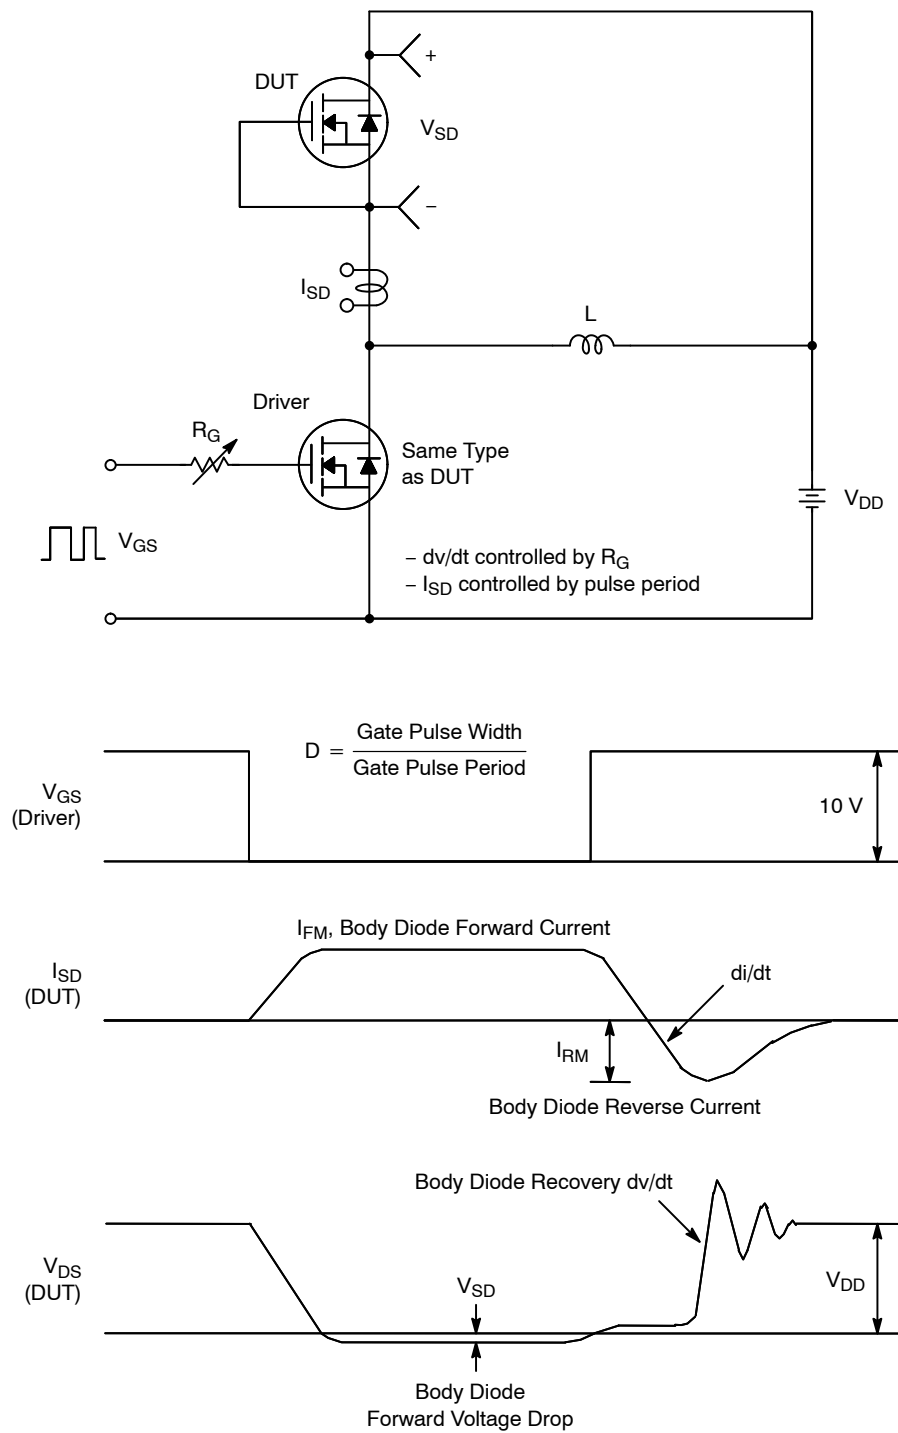 +
DUT
V_SD
−
I_SD
L
Driver
R_G
Same Type
as DUT
V_DD
V_GS
− dv/dt controlled by R_G
− I_SD controlled by pulse period
D = Gate Pulse Width
Gate Pulse Period
V_GS
(Driver)
10 V
I_FM, Body Diode Forward Current
I_SD
(DUT)
di/dt
I_RM
Body Diode Reverse Current
Body Diode Recovery dv/dt
V_DS
(DUT)
V_SD
V_DD
Body Diode
Forward Voltage Drop